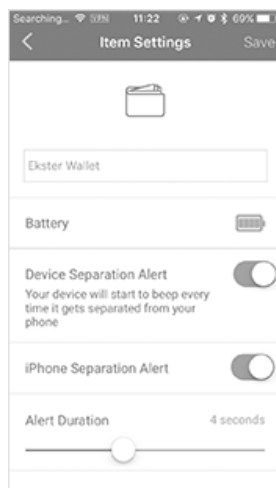 Searching... VPN 11:22 69%
Item Settings Save
Ekster Wallet
Battery
Device Separation Alert
Your device will start to beep every
time it gets separated from your
phone
iPhone Separation Alert
Alert Duration 4 seconds